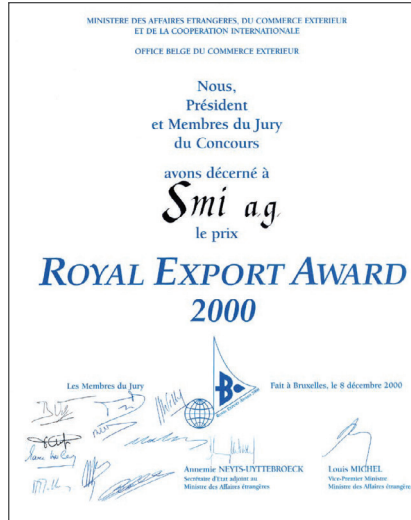 MINISTERE DES AFFAIRES ETRANGERES, DU COMMERCE EXTERIEUR
ET DE LA COOPERATION INTERNATIONALE
OFFICE BELGE DU COMMERCE EXTERIEUR
Nous,
Président
et Membres du Jury
du Concours
avons décerné à
Smi a.g.
le prix
ROYAL EXPORT AWARD
2000
Les Membres du Jury
Fait à Bruxelles, le 8 décembre 2000
B
Annemie NEYTS-UYTTEBROECK
Secrétaire d'Etat adjoint au
Ministre des Affaires étrangères
Louis MICHEL
Vice-Premier Ministre
Ministre des Affaires étrangères